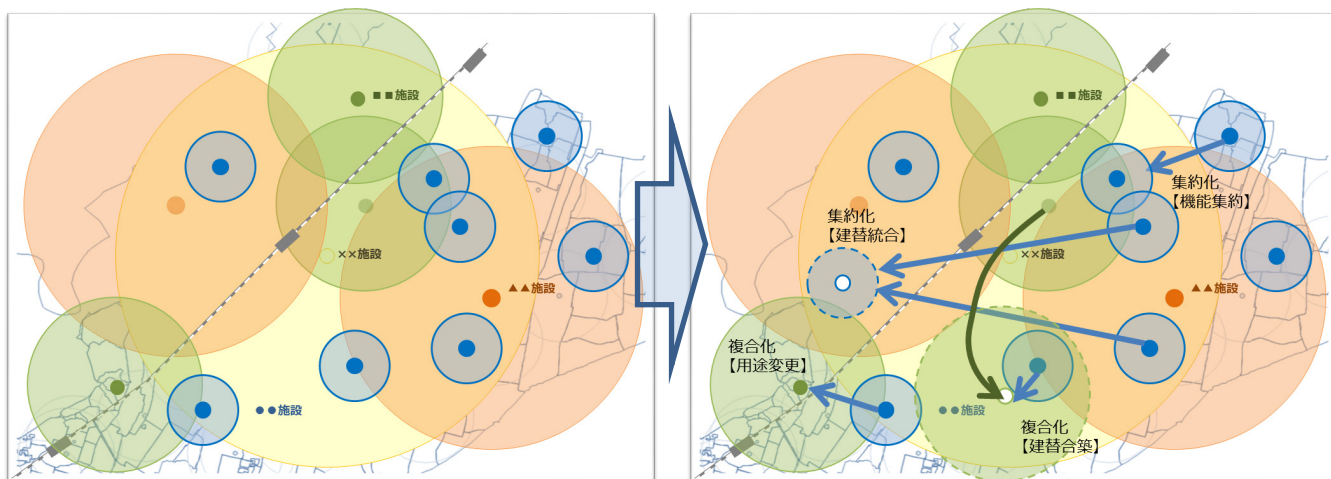 ■■施設
××施設
▲▲施設
●●施設
■■施設
集約化
【機能集約】
集約化
【建替統合】
××施設
▲▲施設
複合化
【用途変更】
●●施設
複合化
【建替合築】